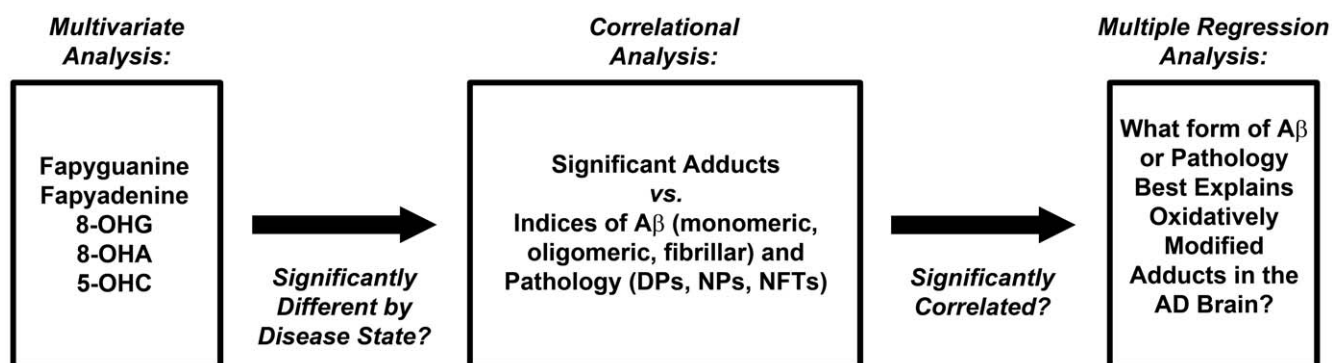 Multivariate
Analysis:
Fapyguanine
Fapyadenine
8-OHG
8-OHA
5-OHC
Significantly
Different by
Disease State?
Correlational
Analysis:
Significant Adducts
vs.
Indices of Aβ (monomeric,
oligomeric, fibrillar) and
Pathology (DPs, NPs, NFTs)
Significantly
Correlated?
Multiple Regression
Analysis:
What form of Aβ
or Pathology
Best Explains
Oxidatively
Modified
Adducts in the
AD Brain?